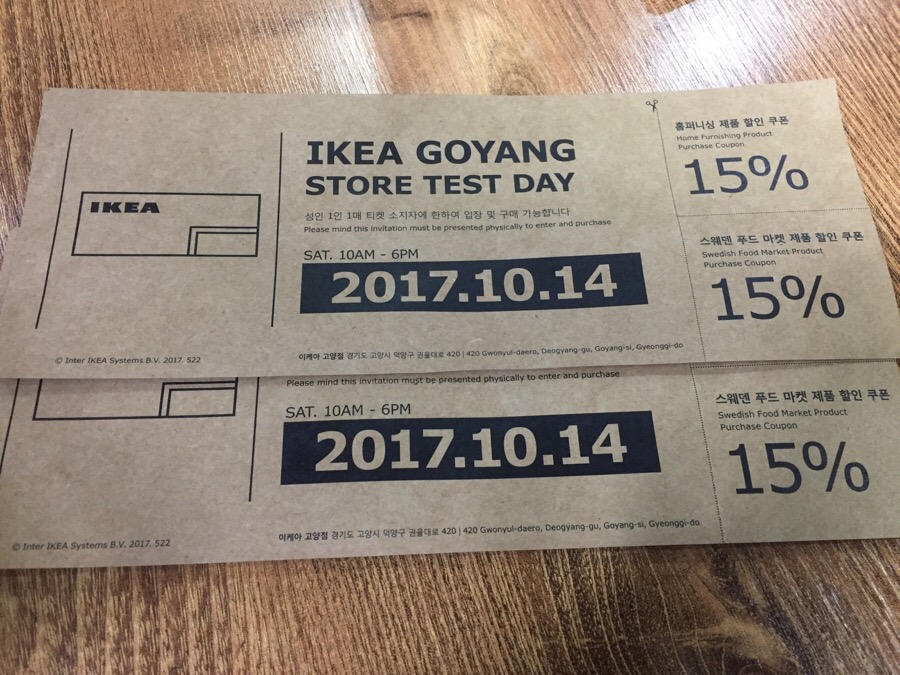 IKEA
© Inter IKEA Systems B.V. 2017. 522
IKEA GOYANG
STORE TEST DAY
성인 1인 1매 티켓 소지자에 한하여 입장 및 구매 가능합니다
Please mind this invitation must be presented physically to enter and purchase
SAT. 10AM - 6PM
2017.10.14
이케아 고양점 경기도 고양시 덕양구 권율대로 420 | 420 Gwonyul-daero, Deogyang-gu, Goyang-si, Gyeonggi-do
홈퍼니싱 제품 할인 쿠폰
Home Furnishing Product
Purchase Coupon
15%
스웨덴 푸드 마켓 제품 할인 쿠폰
Swedish Food Market Product
Purchase Coupon
15%
Please mind this invitation must be presented physically to enter and purchase
SAT. 10AM - 6PM
2017.10.14
이케아 고양점 경기도 고양시 덕양구 권율대로 420 | 420 Gwonyul-daero, Deogyang-gu, Goyang-si, Gyeonggi-do
© Inter IKEA Systems B.V. 2017. 522
스웨덴 푸드 마켓 제품 할인 쿠폰
Swedish Food Market Product
Purchase Coupon
15%